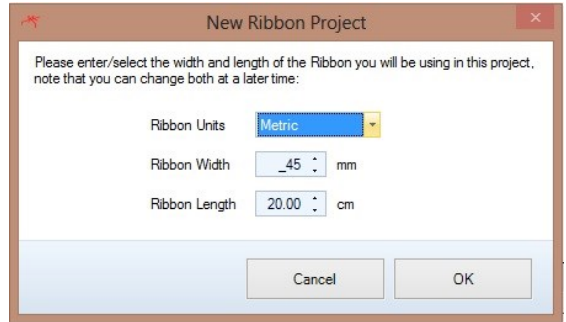 New Ribbon Project
Please enter/select the width and length of the Ribbon you will be using in this project,
note that you can change both at a later time:
Ribbon Units Metric
Ribbon Width _45 mm
Ribbon Length 20.00 cm
Cancel OK